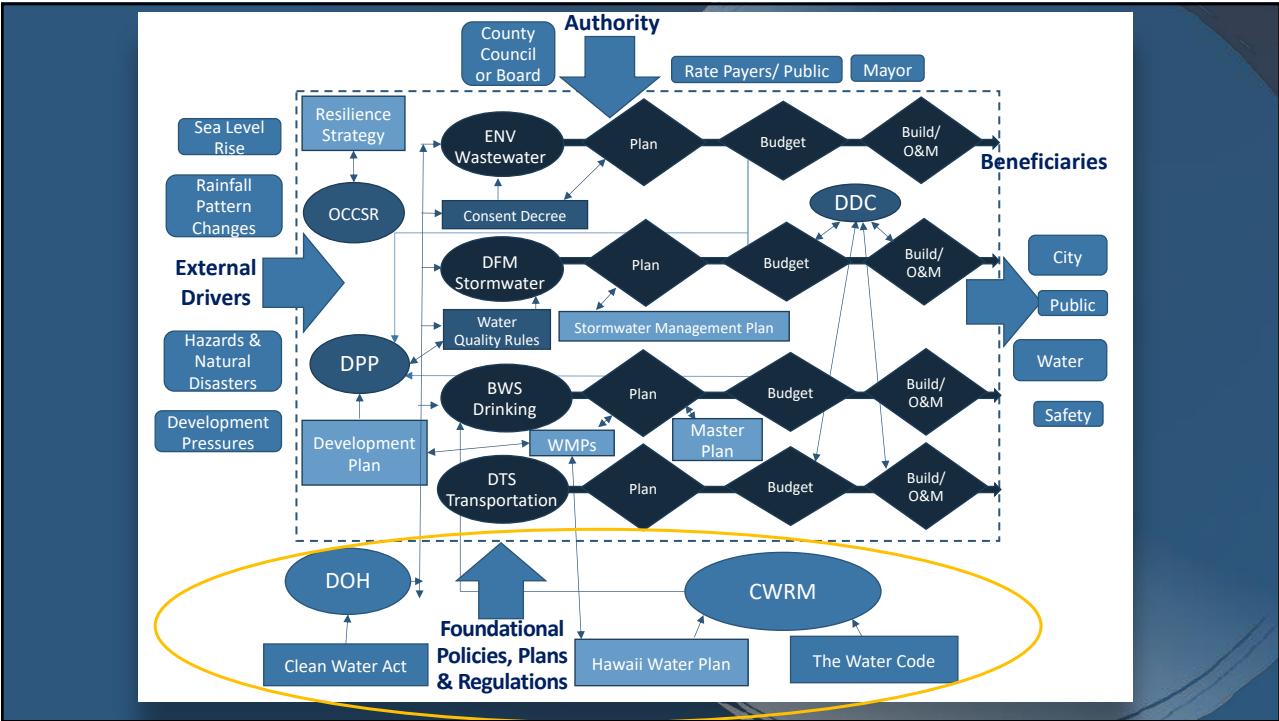 Authority
County
Council
or Board
Rate Payers/ Public
Mayor
Sea Level
Rise
Resilience
Strategy
ENV
Wastewater
Plan
Budget
Build/
O&M
Beneficiaries
Rainfall
Pattern
Changes
OCCSR
Consent Decree
DDC
External
Drivers
DFM
Stormwater
Plan
Budget
Build/
O&M
City
Public
Water
Quality Rules
Stormwater Management Plan
Hazards &
Natural
Disasters
DPP
Water
BWS
Drinking
Plan
Budget
Build/
O&M
Development
Pressures
Development
Plan
WMPs
Master
Plan
Safety
DTS
Transportation
Plan
Budget
Build/
O&M
DOH
CWRM
Foundational
Policies, Plans
& Regulations
Clean Water Act
Hawaii Water Plan
The Water Code